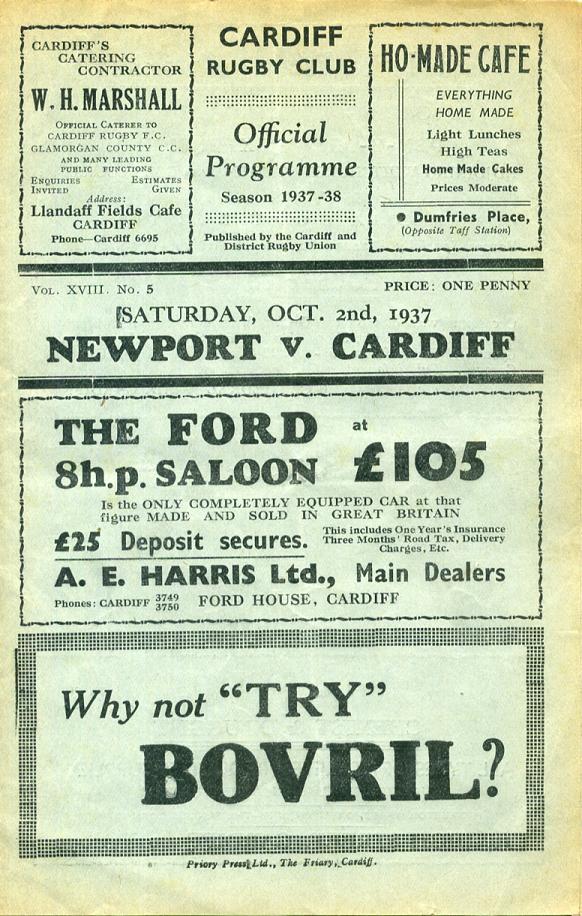 CARDIFF'S
CATERING
CONTRACTOR
W. H. MARSHALL
OFFICIAL CATERER TO
CARDIFF RUGBY F.C.
GLAMORGAN COUNTY C.C.
AND MANY LEADING
PUBLIC FUNCTIONS
ENQUIRIES ESTIMATES
INVITED GIVEN
Address:
Llandaff Fields Cafe
CARDIFF
Phone—Cardiff 6695
CARDIFF
RUGBY CLUB
Official
Programme
Season 1937-38
Published by the Cardiff and
District Rugby Union
HO-MADE CAFE
EVERYTHING
HOME MADE
Light Lunches
High Teas
Home Made Cakes
Prices Moderate
● Dumfries Place,
(Opposite Taff Station)
VOL. XVIII. No. 5 PRICE: ONE PENNY
SATURDAY, OCT. 2nd, 1937
NEWPORT v. CARDIFF
THE FORD at
8h.p. SALOON £105
Is the ONLY COMPLETELY EQUIPPED CAR at that
figure MADE AND SOLD IN GREAT BRITAIN
£25 Deposit secures.
This includes One Year's Insurance
Three Months' Road Tax, Delivery
Charges, Etc.
A. E. HARRIS Ltd., Main Dealers
Phones: CARDIFF 3749 3750 FORD HOUSE, CARDIFF
Why not "TRY"
BOVRIL?
Priory Press Ltd., The Friary, Cardiff.